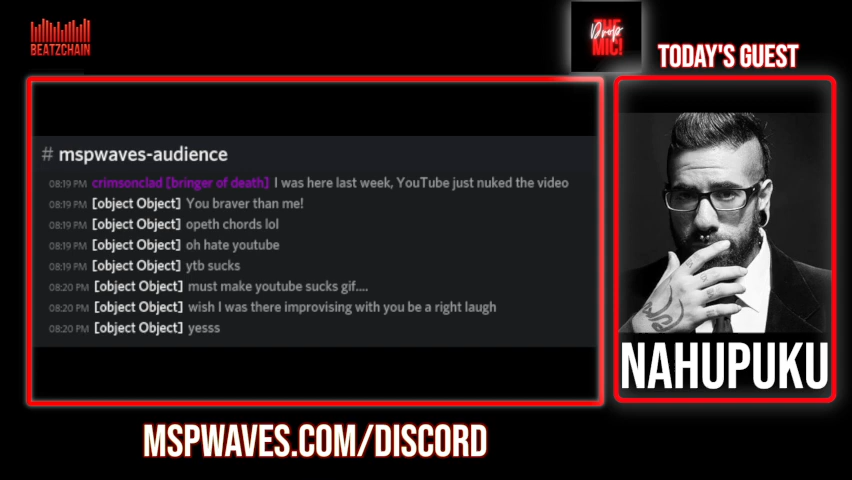 BEATZCHAIN
THE
Drop
MIC!
TODAY'S GUEST
# mspwaves-audience
08:19 PM crimsonclad [bringer of death] I was here last week, YouTube just nuked the video
08:19 PM [object Object] You braver than me!
08:19 PM [object Object] opeth chords lol
08:19 PM [object Object] oh hate youtube
08:19 PM [object Object] ytb sucks
08:20 PM [object Object] must make youtube sucks gif....
08:20 PM [object Object] wish I was there improvising with you be a right laugh
08:20 PM [object Object] yesss
NAHUPUKU
MSPWAVES.COM/DISCORD